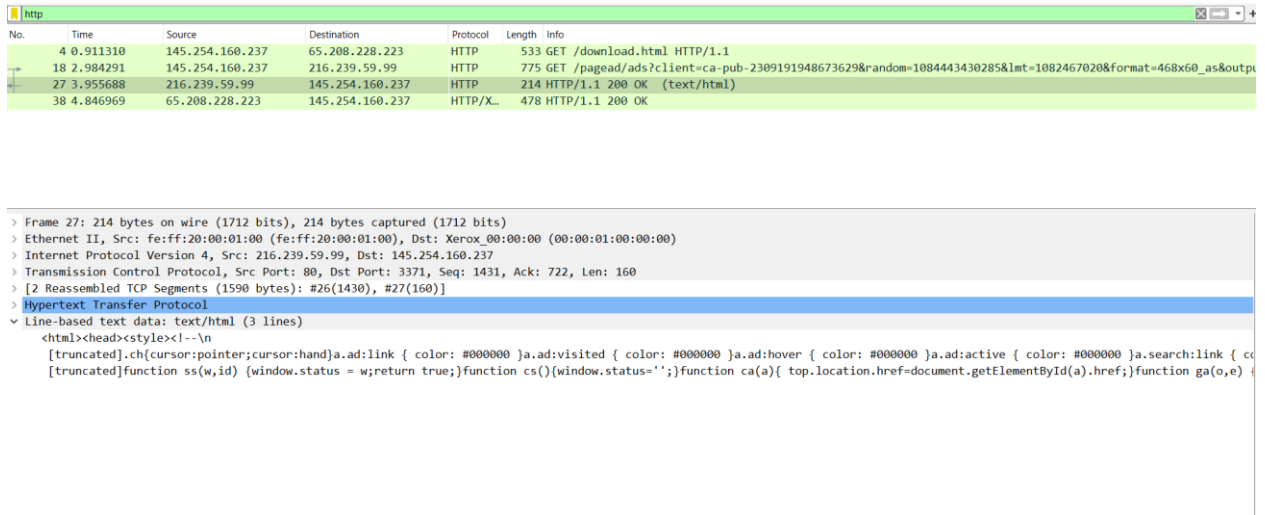 http
No. Time Source Destination Protocol Length Info
4 0.911310 145.254.160.237 65.208.228.223 HTTP 533 GET /download.html HTTP/1.1
18 2.984291 145.254.160.237 216.239.59.99 HTTP 775 GET /pagead/ads?client=ca-pub-2309191948673629&random=1084443430285&lmt=1082467020&format=468x60_as&outpu
27 3.955688 216.239.59.99 145.254.160.237 HTTP 214 HTTP/1.1 200 OK (text/html)
38 4.846969 65.208.228.223 145.254.160.237 HTTP/X… 478 HTTP/1.1 200 OK
> Frame 27: 214 bytes on wire (1712 bits), 214 bytes captured (1712 bits)
> Ethernet II, Src: fe:ff:20:00:01:00 (fe:ff:20:00:01:00), Dst: Xerox_00:00:00 (00:00:01:00:00:00)
> Internet Protocol Version 4, Src: 216.239.59.99, Dst: 145.254.160.237
> Transmission Control Protocol, Src Port: 80, Dst Port: 3371, Seq: 1431, Ack: 722, Len: 160
> [2 Reassembled TCP Segments (1590 bytes): #26(1430), #27(160)]
> Hypertext Transfer Protocol
Line-based text data: text/html (3 lines)
<html><head><style><!--\n
[truncated].ch{cursor:pointer;cursor:hand}a.ad:link { color: #000000 }a.ad:visited { color: #000000 }a.ad:hover { color: #000000 }a.ad:active { color: #000000 }a.search:link { co
[truncated]function ss(w,id) {window.status = w;return true;}function cs(){window.status='';}function ca(a){ top.location.href=document.getElementById(a).href;}function ga(o,e) {